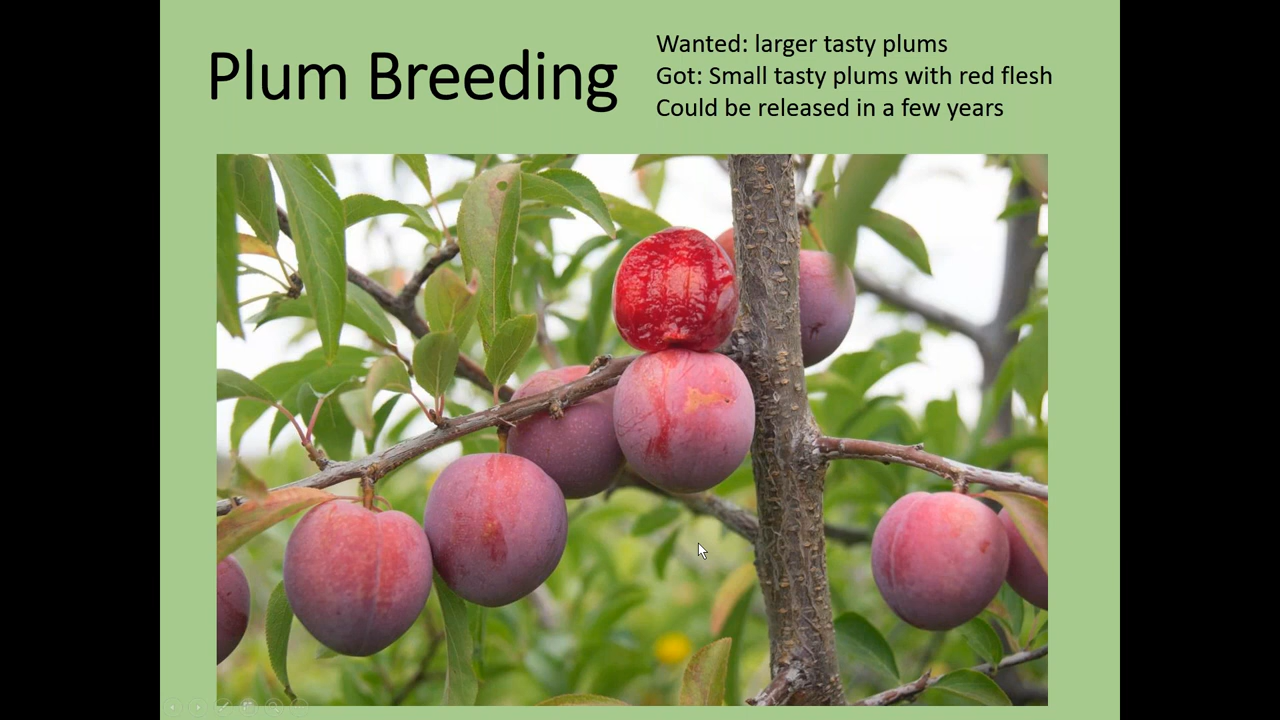 Plum Breeding
Wanted: larger tasty plums
Got: Small tasty plums with red flesh
Could be released in a few years